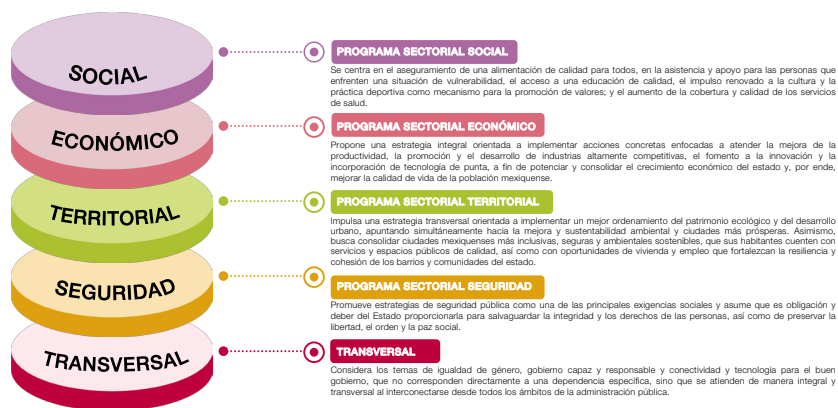 SOCIAL
PROGRAMA SECTORIAL SOCIAL
Se centra en el aseguramiento de una alimentación de calidad para todos, en la asistencia y apoyo para las personas que
enfrenten una situación de vulnerabilidad, el acceso a una educación de calidad, el impulso renovado a la cultura y la
práctica deportiva como mecanismo para la promoción de valores; y el aumento de la cobertura y calidad de los servicios
de salud.
ECONÓMICO
PROGRAMA SECTORIAL ECONÓMICO
Propone una estrategia integral orientada a implementar acciones concretas enfocadas a atender la mejora de la
productividad, la promoción y el desarrollo de industrias altamente competitivas, el fomento a la innovación y la
incorporación de tecnología de punta, a fin de potenciar y consolidar el crecimiento económico del estado y, por ende,
mejorar la calidad de vida de la población mexiquense.
TERRITORIAL
PROGRAMA SECTORIAL TERRITORIAL
Impulsa una estrategia transversal orientada a implementar un mejor ordenamiento del patrimonio ecológico y del desarrollo
urbano, apuntando simultáneamente hacia la mejora y sustentabilidad ambiental y ciudades más prósperas. Asimismo,
busca consolidar ciudades mexiquenses más inclusivas, seguras y ambientales sostenibles, que sus habitantes cuenten con
servicios y espacios públicos de calidad, así como con oportunidades de vivienda y empleo que fortalezcan la resiliencia y
cohesión de los barrios y comunidades del estado.
SEGURIDAD
PROGRAMA SECTORIAL SEGURIDAD
Promueve estrategias de seguridad pública como una de las principales exigencias sociales y asume que es obligación y
deber del Estado proporcionarla para salvaguardar la integridad y los derechos de las personas, así como de preservar la
libertad, el orden y la paz social.
TRANSVERSAL
TRANSVERSAL
Considera los temas de igualdad de género, gobierno capaz y responsable y conectividad y tecnología para el buen
gobierno, que no corresponden directamente a una dependencia específica, sino que se atienden de manera integral y
transversal al interconectarse desde todos los ámbitos de la administración pública.